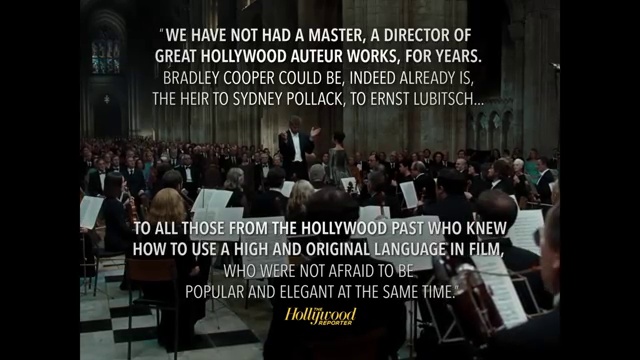 "WE HAVE NOT HAD A MASTER, A DIRECTOR OF
GREAT HOLLYWOOD AUTEUR WORKS, FOR YEARS.
BRADLEY COOPER COULD BE, INDEED ALREADY IS,
THE HEIR TO SYDNEY POLLACK, TO ERNST LUBITSCH...
TO ALL THOSE FROM THE HOLLYWOOD PAST WHO KNEW
HOW TO USE A HIGH AND ORIGINAL LANGUAGE IN FILM,
WHO WERE NOT AFRAID TO BE
POPULAR AND ELEGANT AT THE SAME TIME."
THE
Hollywood
REPORTER